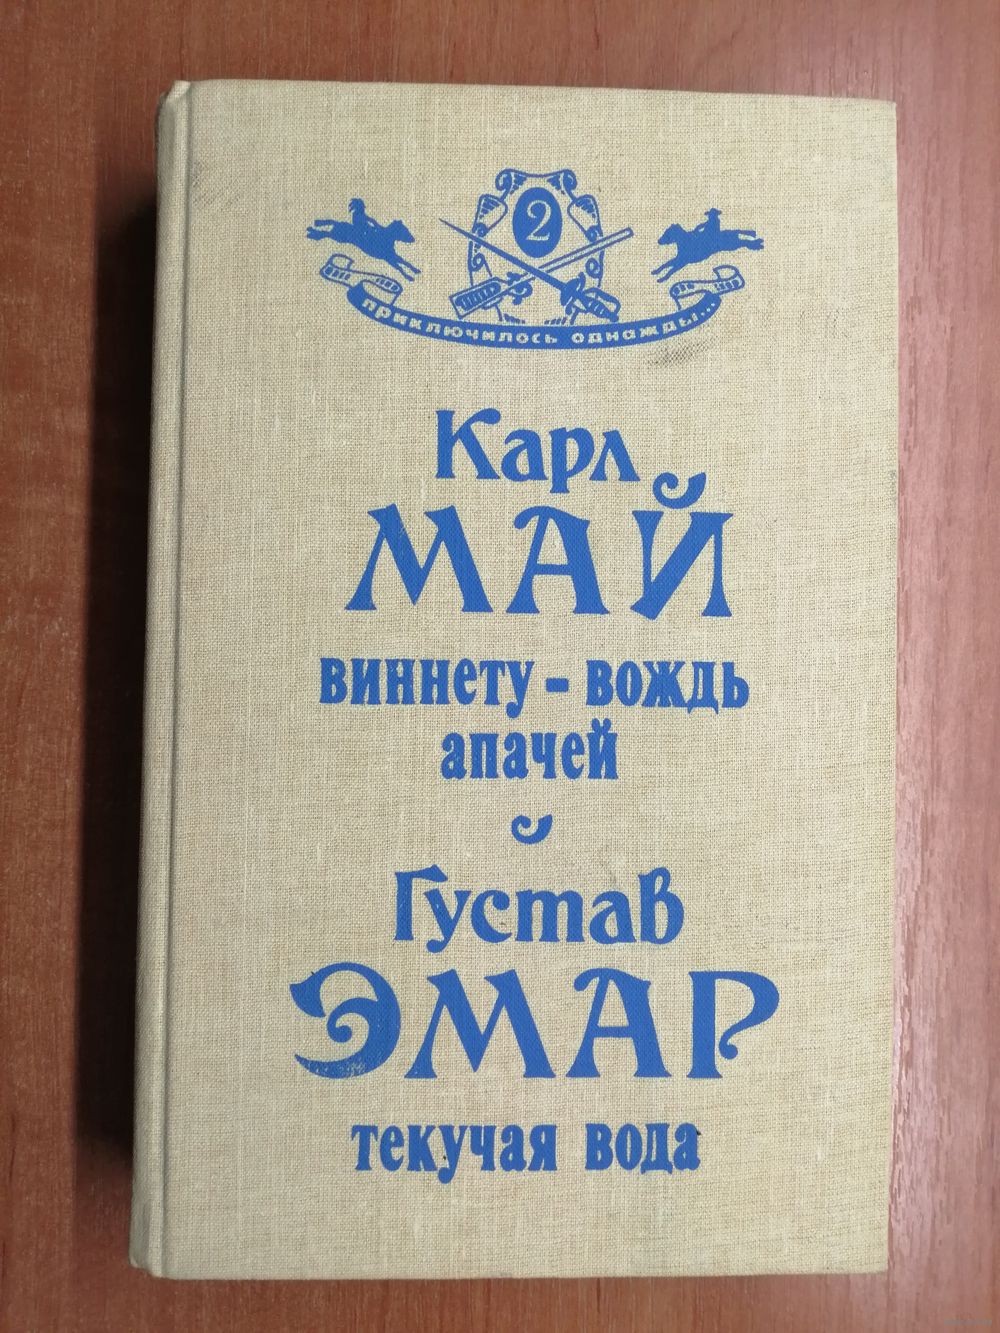 2
приключилось однажды...
Карл
МАЙ
виннету - вождь
апачей
Густав
ЭМАР
текучая вода